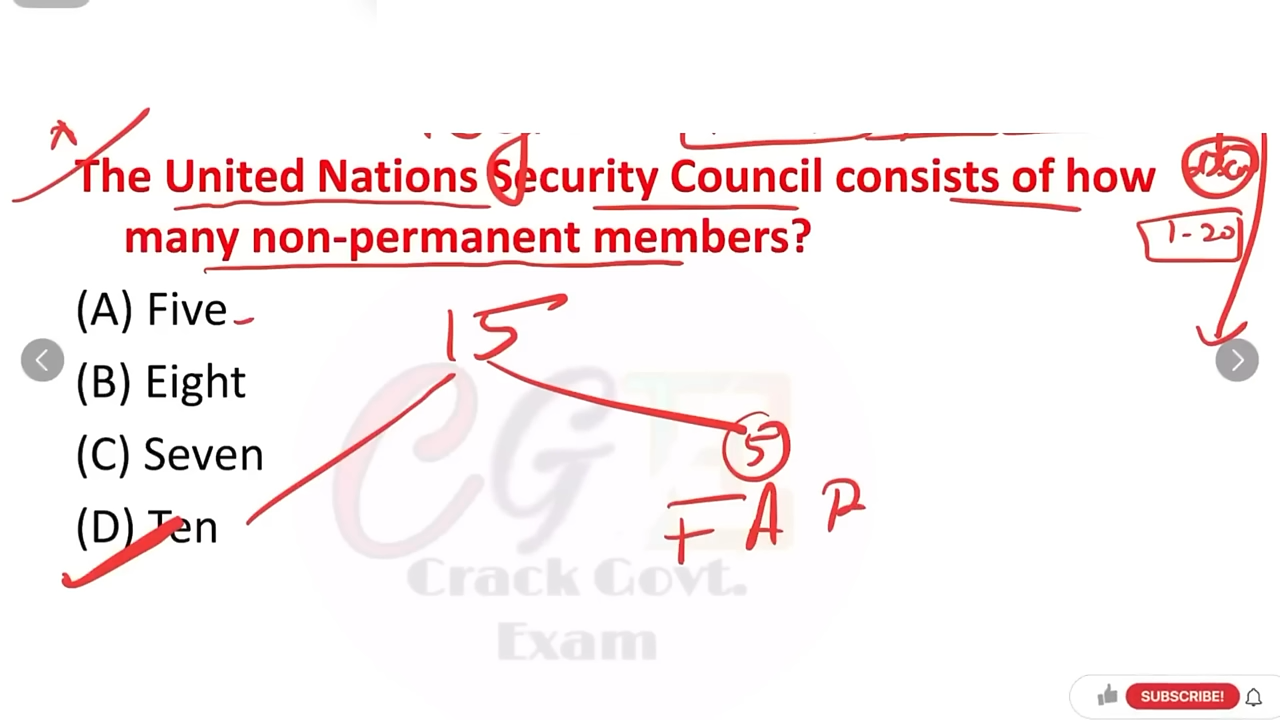 The United Nations Security Council consists of how
many non-permanent members?
1-20
(A) Five
15
(B) Eight
5
(C) Seven
F A R
(D) Ten
CGE
Crack Govt.
Exam
SUBSCRIBE!